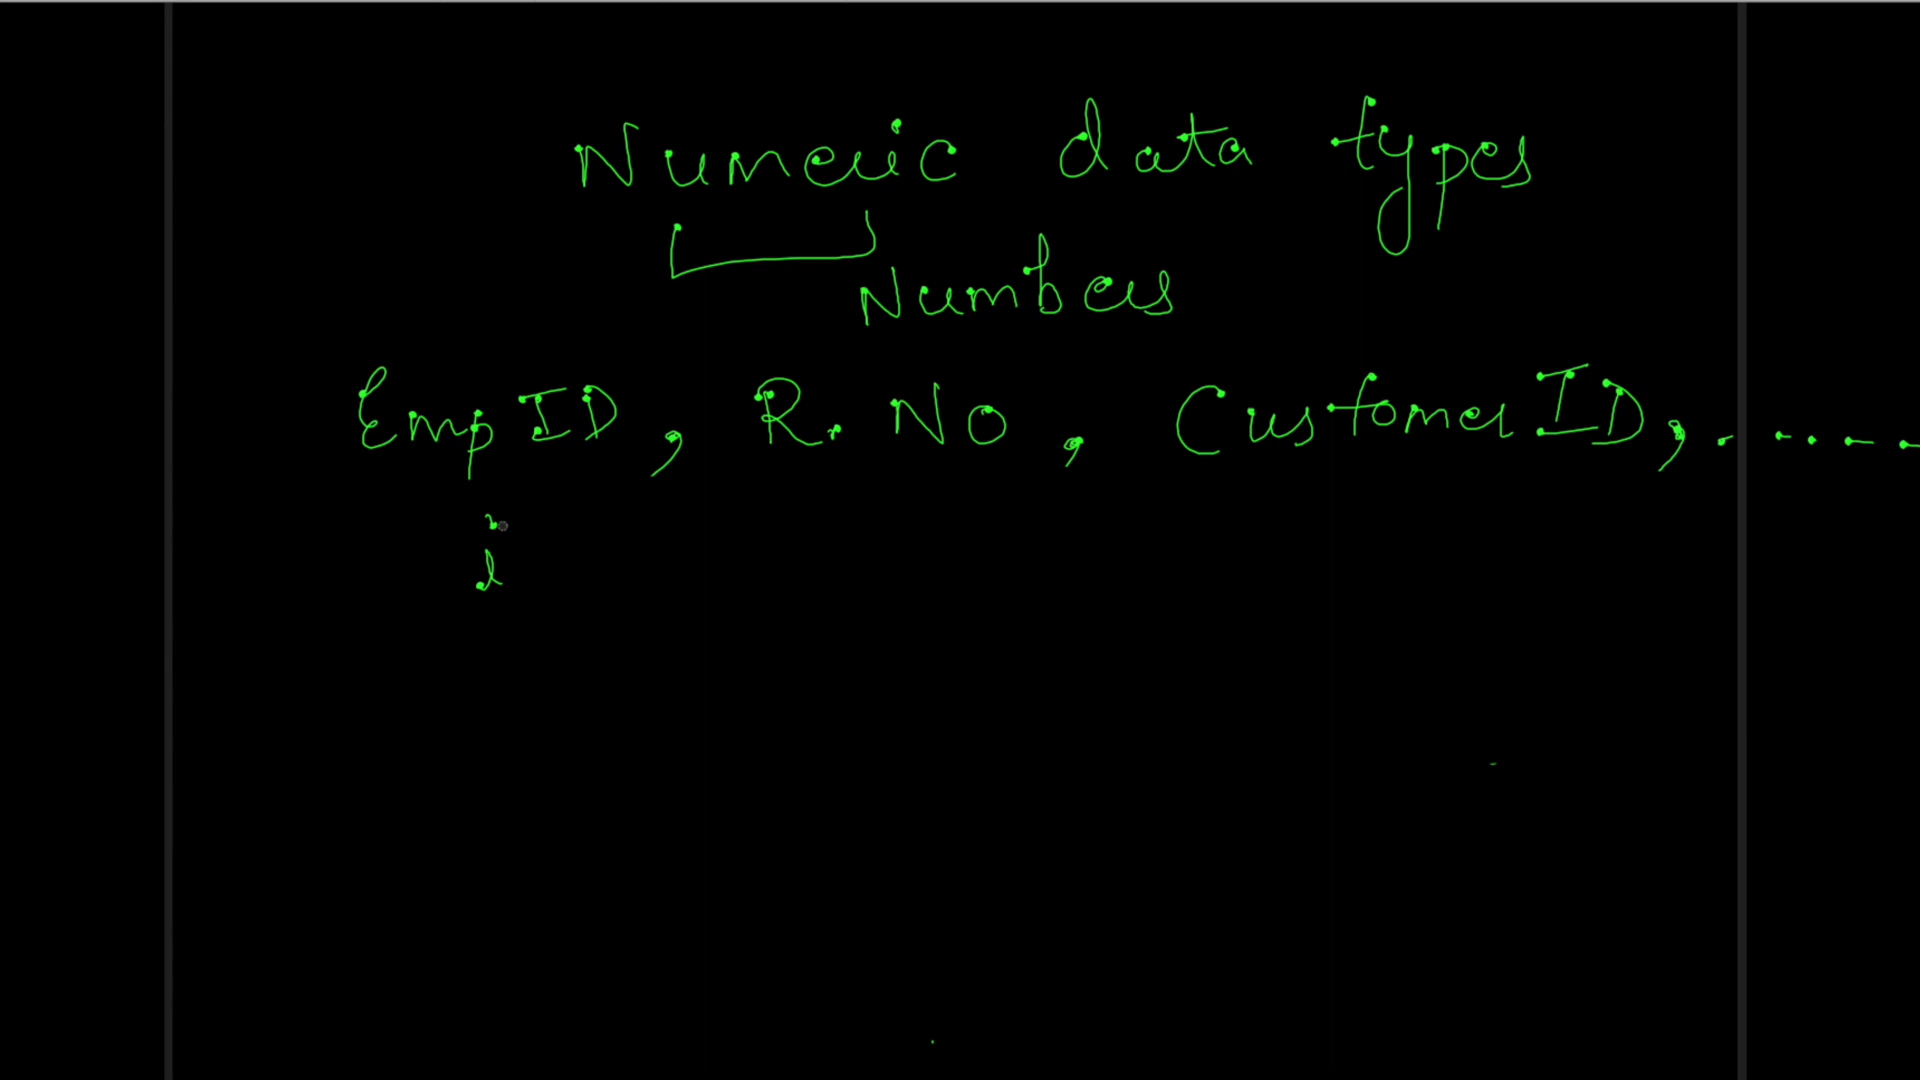 Numeric data types
Numbers
EmpID, R. No, CustomerID, . . . . .